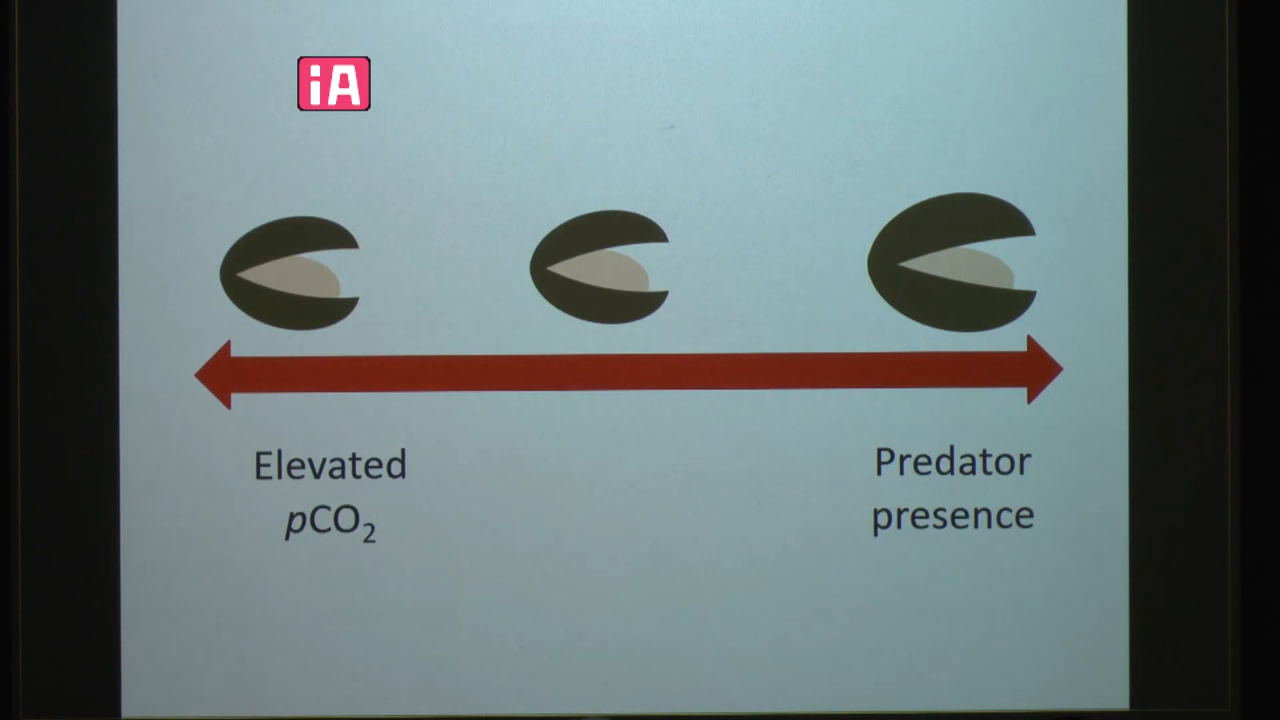 iA
Elevated
pCO₂
Predator
presence